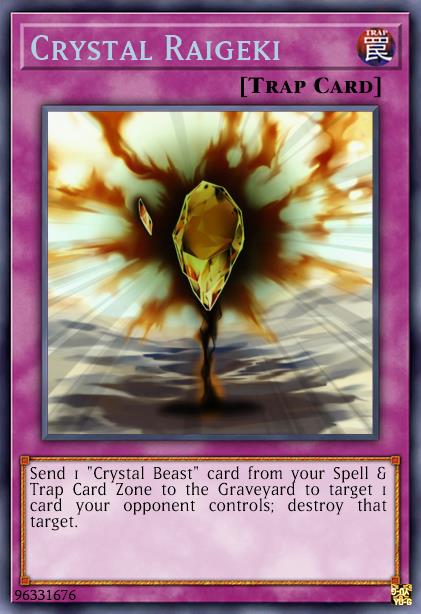 Crystal Raigeki
TRAP
罠
[Trap Card]
Send 1 "Crystal Beast" card from your Spell &
Trap Card Zone to the Graveyard to target 1
card your opponent controls; destroy that
target.
96331676